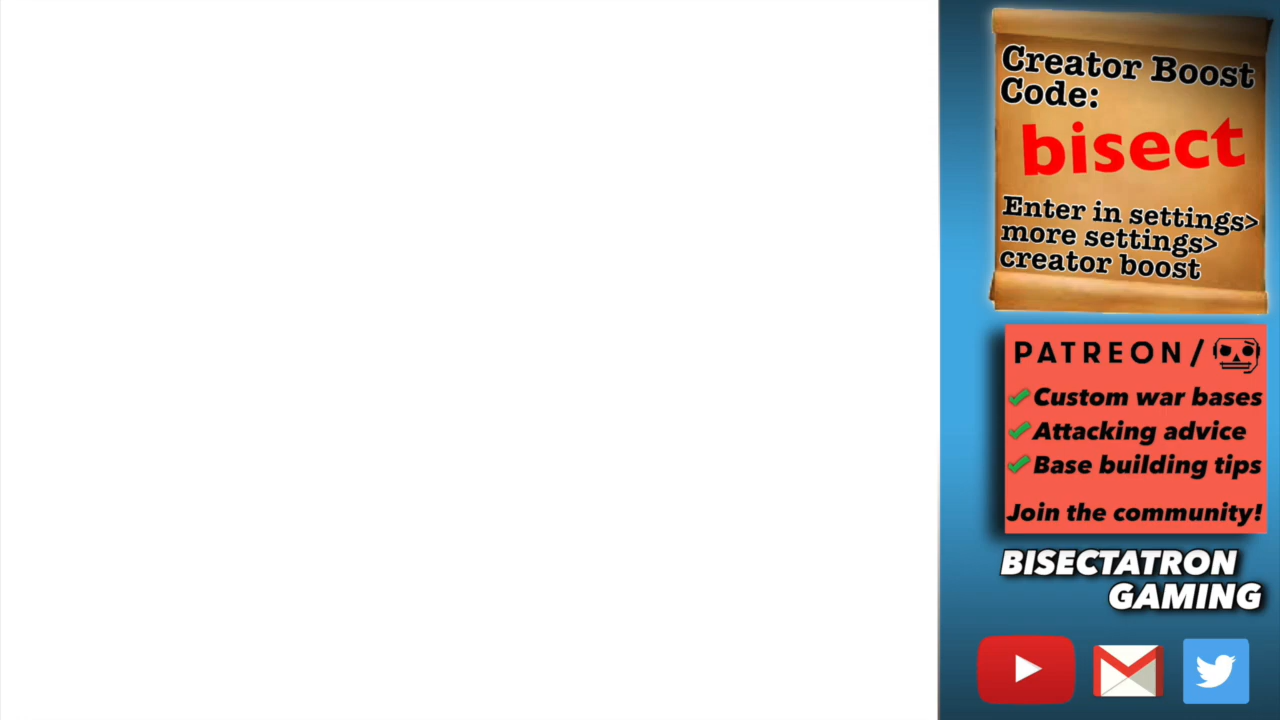 Creator Boost
Code:
bisect
Enter in settings>
more settings>
creator boost
PATREON/
Custom war bases
Attacking advice
Base building tips
Join the community!
BISECTATRON
GAMING